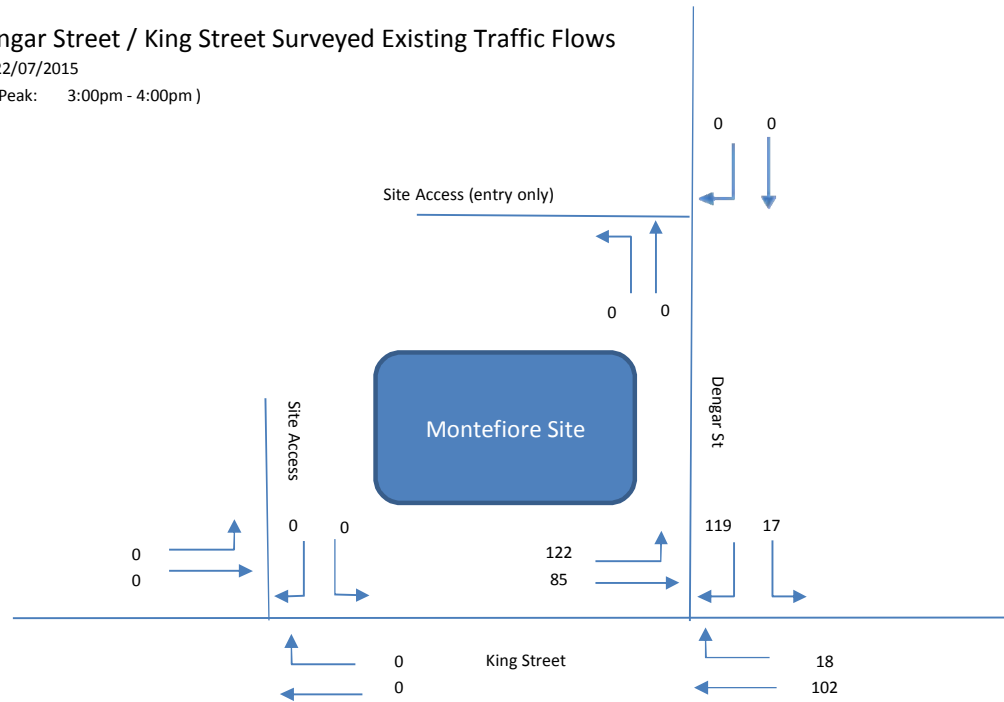 ngar Street / King Street Surveyed Existing Traffic Flows
22/07/2015
Peak: 3:00pm - 4:00pm )
0 0
Site Access (entry only)
0 0
Montefiore Site
Dengar St
Site Access
0 0
0
0
122
85
119 17
King Street
0
0
18
102